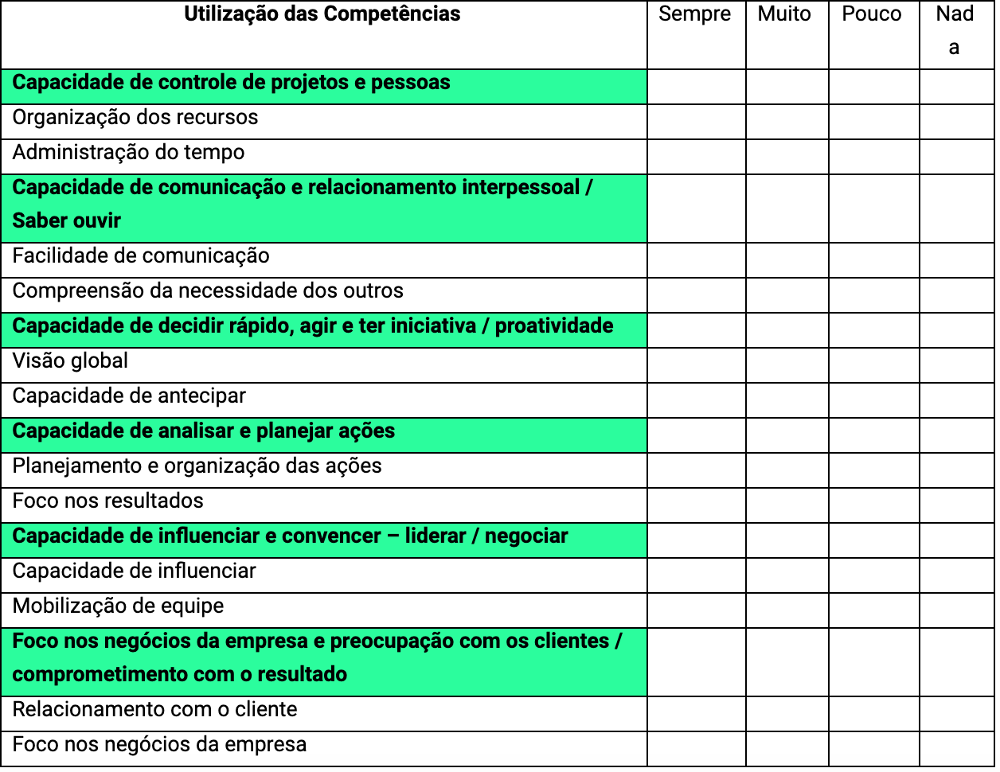 Utilização das Competências Sempre Muito Pouco Nad
a
Capacidade de controle de projetos e pessoas
Organização dos recursos
Administração do tempo
Capacidade de comunicação e relacionamento interpessoal /
Saber ouvir
Facilidade de comunicação
Compreensão da necessidade dos outros
Capacidade de decidir rápido, agir e ter iniciativa / proatividade
Visão global
Capacidade de antecipar
Capacidade de analisar e planejar ações
Planejamento e organização das ações
Foco nos resultados
Capacidade de influenciar e convencer – liderar / negociar
Capacidade de influenciar
Mobilização de equipe
Foco nos negócios da empresa e preocupação com os clientes /
comprometimento com o resultado
Relacionamento com o cliente
Foco nos negócios da empresa